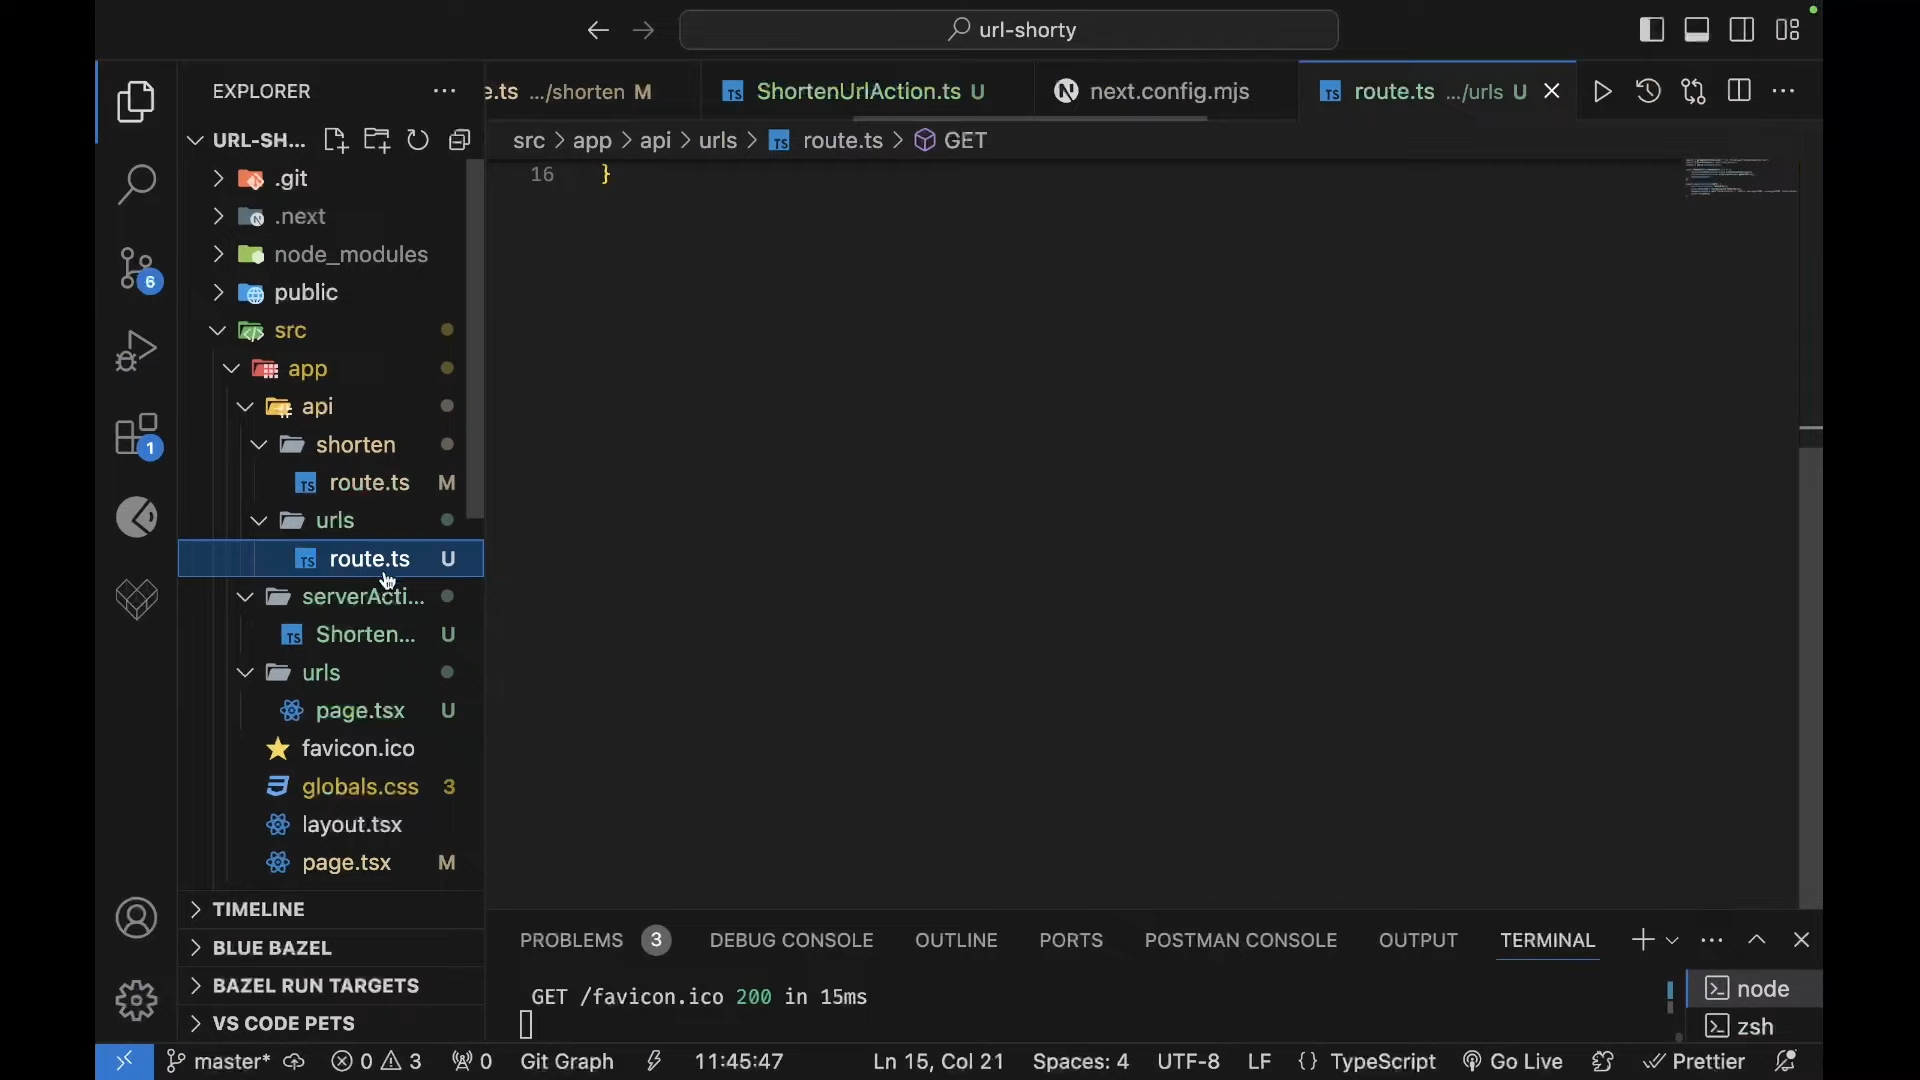 url-shorty
EXPLORER
e.ts .../shorten M
ShortenUrlAction.ts U
next.config.mjs
route.ts .../urls U
URL-SH...
src > app > api > urls > route.ts > GET
16 }
.git
.next
node_modules
public
src
app
api
shorten
route.ts M
urls
route.ts U
serverActi...
Shorten... U
urls
page.tsx U
favicon.ico
globals.css 3
layout.tsx
page.tsx M
6
1
TIMELINE
BLUE BAZEL
BAZEL RUN TARGETS
VS CODE PETS
PROBLEMS 3 DEBUG CONSOLE OUTLINE PORTS POSTMAN CONSOLE OUTPUT TERMINAL
GET /favicon.ico 200 in 15ms
node
zsh
master* 0 3 0 Git Graph 11:45:47 Ln 15, Col 21 Spaces: 4 UTF-8 LF {} TypeScript Go Live Prettier